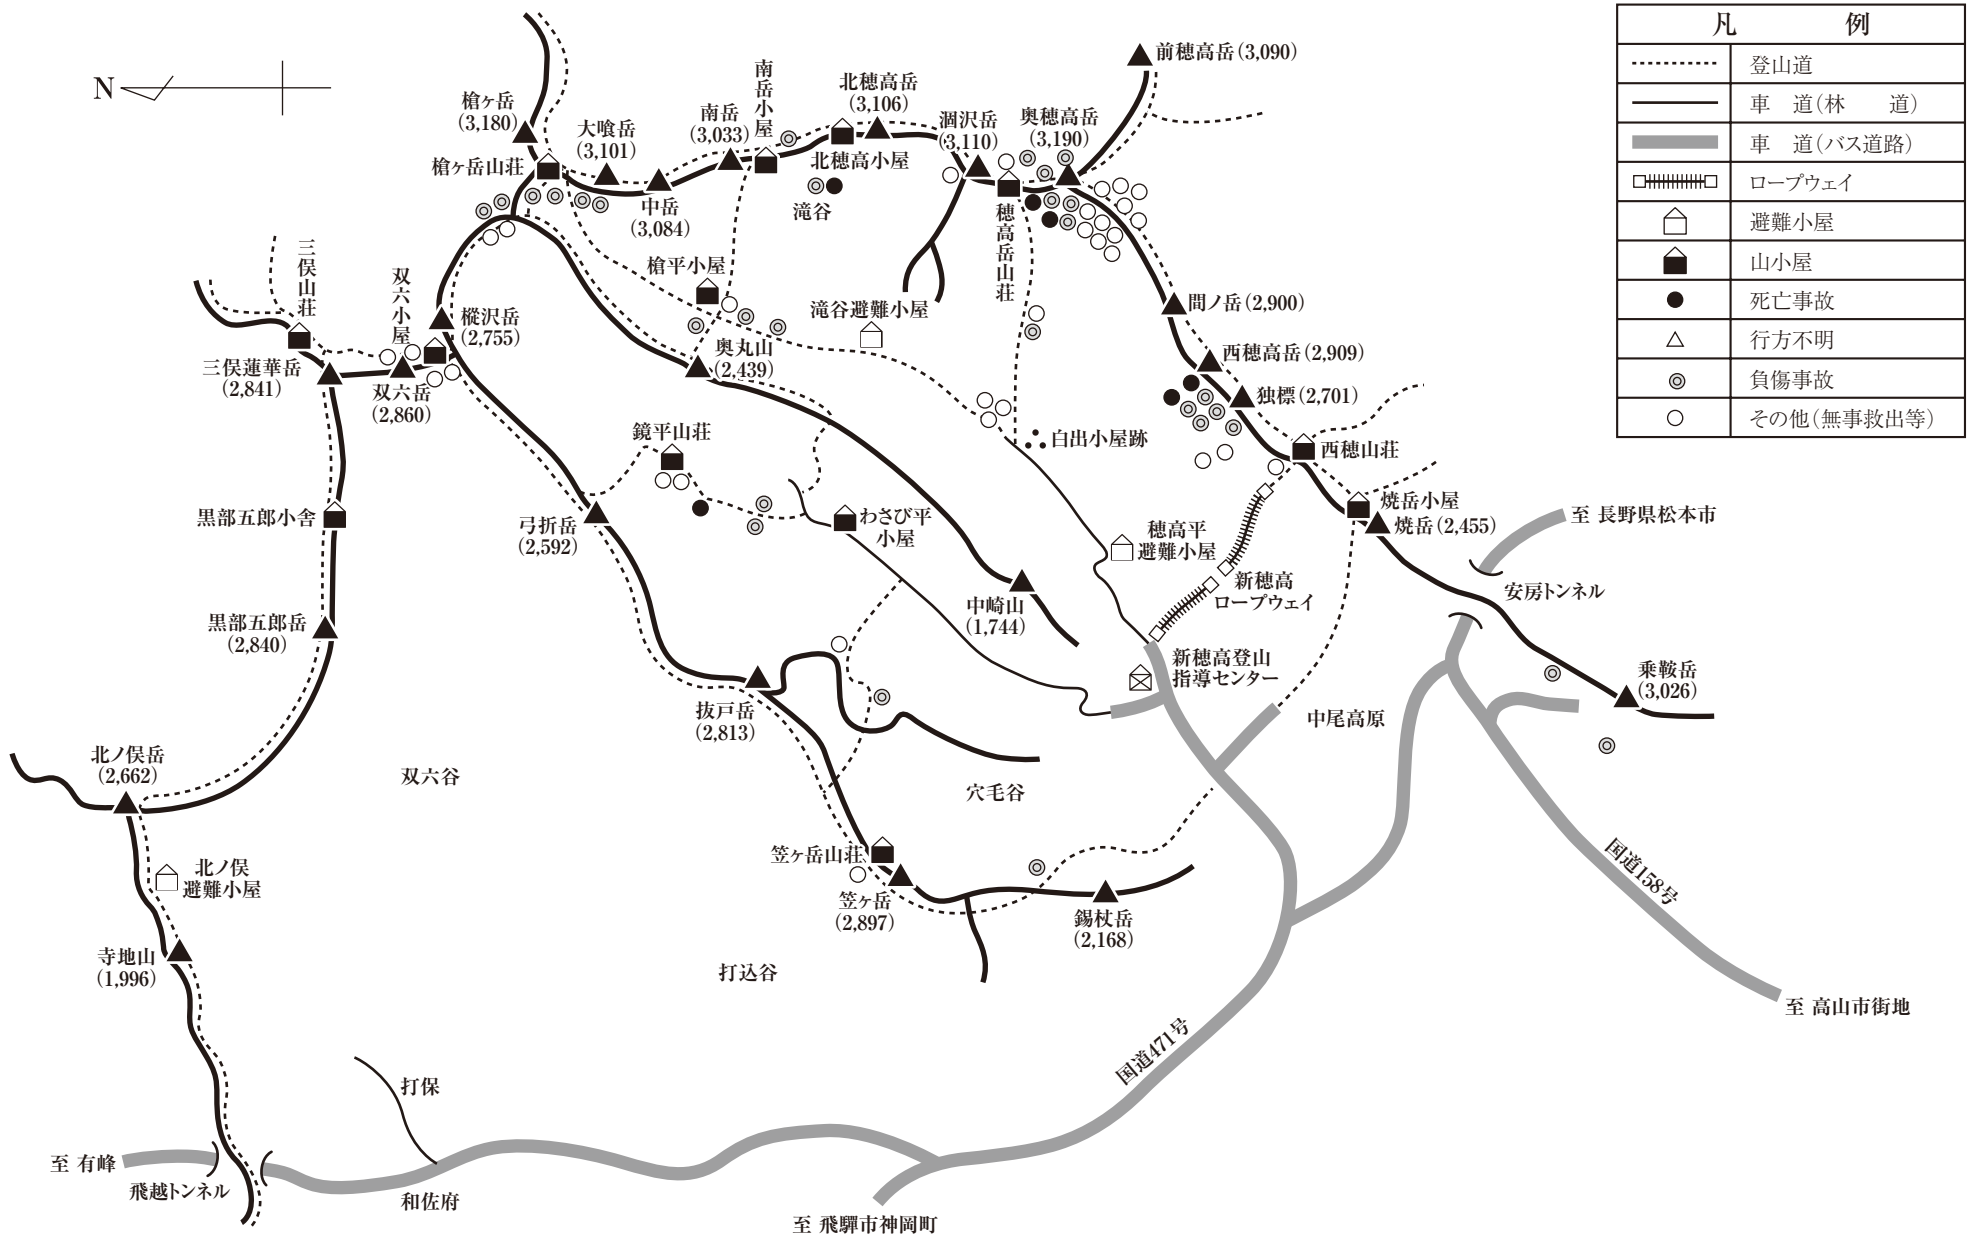 凡　例
登山道
車　道（林　道）
車　道（バス道路）
ロープウェイ
避難小屋
山小屋
死亡事故
行方不明
負傷事故
その他（無事救出等）
N
前穂高岳（3,090）
槍ヶ岳
（3,180）
槍ヶ岳山荘
大喰岳
（3,101）
中岳
（3,084）
南岳
（3,033）
南岳小屋
北穂高岳
（3,106）
北穂高小屋
滝谷
涸沢岳
（3,110）
奥穂高岳
（3,190）
穂高岳山荘
三俣山荘
三俣蓮華岳
（2,841）
双六小屋
双六岳
（2,860）
樅沢岳
（2,755）
槍平小屋
滝谷避難小屋
奥丸山
（2,439）
間ノ岳（2,900）
西穂高岳（2,909）
独標（2,701）
西穂山荘
白出小屋跡
鏡平山荘
焼岳小屋
焼岳（2,455）
至 長野県松本市
安房トンネル
黒部五郎小舎
弓折岳
（2,592）
わさび平
小屋
穂高平
避難小屋
新穂高
ロープウェイ
中崎山
（1,744）
黒部五郎岳
（2,840）
新穂高登山
指導センター
乗鞍岳
（3,026）
抜戸岳
（2,813）
中尾高原
北ノ俣岳
（2,662）
双六谷
穴毛谷
笠ヶ岳山荘
笠ヶ岳
（2,897）
錫杖岳
（2,168）
国道158号
北ノ俣
避難小屋
寺地山
（1,996）
打込谷
至 高山市街地
国道471号
打保
至 有峰
飛越トンネル
和佐府
至 飛驒市神岡町